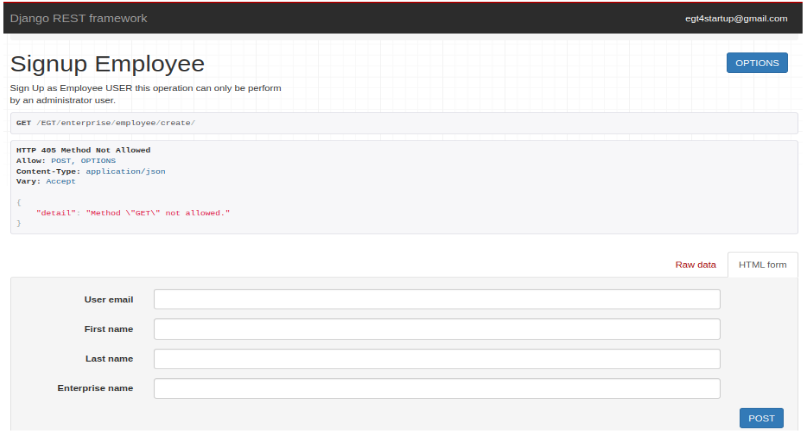 Django REST framework
egt4startup@gmail.com
Signup Employee
OPTIONS
Sign Up as Employee USER this operation can only be perform
by an administrator user.
GET /EGT/enterprise/employee/create/
HTTP 405 Method Not Allowed
Allow: POST, OPTIONS
Content-Type: application/json
Vary: Accept
{
"detail": "Method \"GET\" not allowed."
}
Raw data
HTML form
User email
First name
Last name
Enterprise name
POST